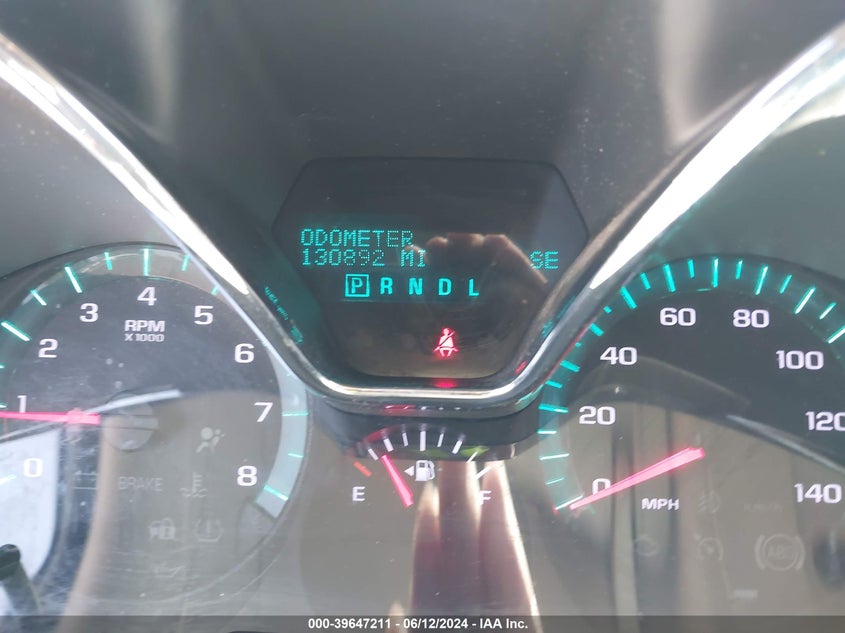 ODOMETER
130892 MI SE
P R N D L
0 1 2 3 4 5 6 7 8
RPM
X1000
BRAKE
E F
0 20 40 60 80 100 120 140
MPH
ABS
000-39647211 - 06/12/2024 - IAA Inc.